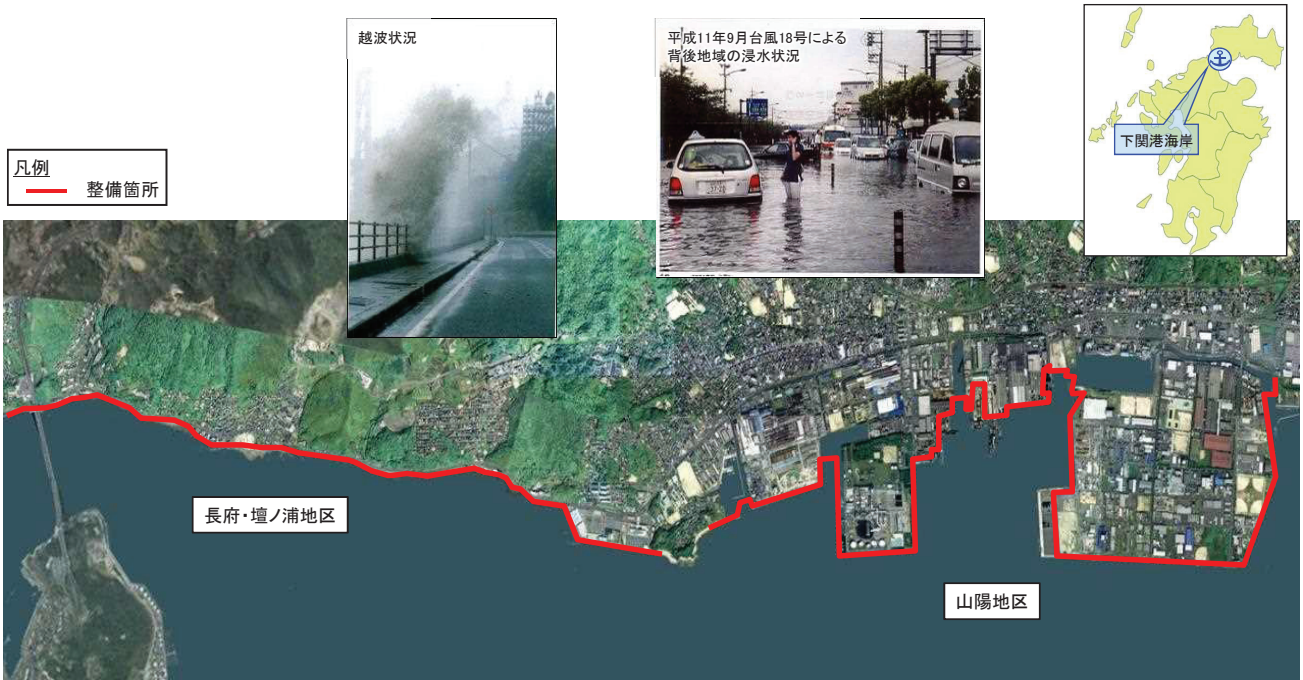 越波状況
平成11年9月台風18号による
背後地域の浸水状況
下関港海岸
凡例
整備箇所
長府・壇ノ浦地区
山陽地区